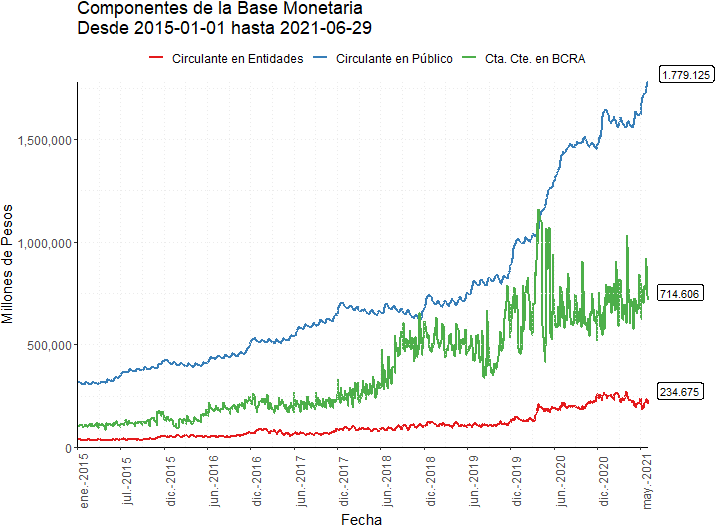 Componentes de la Base Monetaria
Desde 2015-01-01 hasta 2021-06-29
Circulante en Entidades Circulante en Público Cta. Cte. en BCRA
1.779.125
1,500,000
1,000,000
714.606
500,000
234.675
0
Millones de Pesos
ene.-2015 jul.-2015 dic.-2015 jun.-2016 dic.-2016 jun.-2017 dic.-2017 jun.-2018 dic.-2018 jun.-2019 dic.-2019 jun.-2020 dic.-2020 may.-2021
Fecha